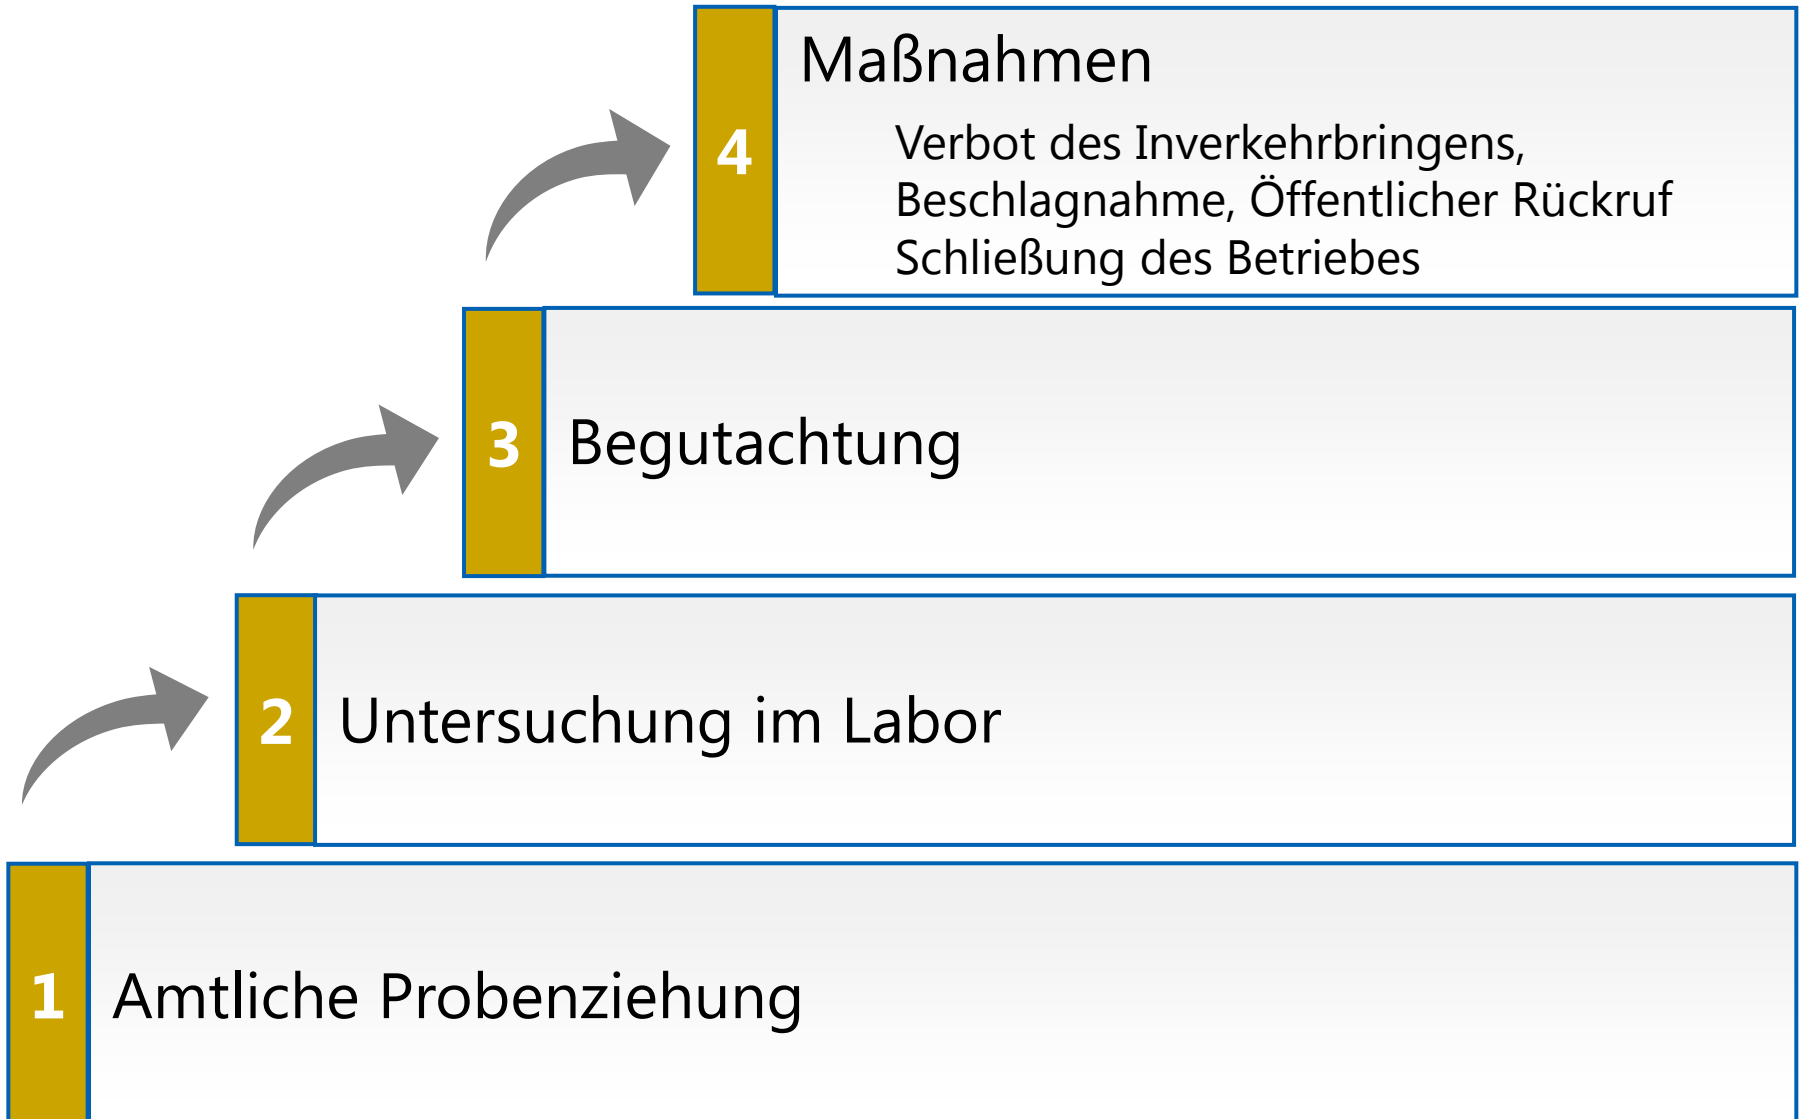 4
Maßnahmen
Verbot des Inverkehrbringens,
Beschlagnahme, Öffentlicher Rückruf
Schließung des Betriebes
3
Begutachtung
2
Untersuchung im Labor
1
Amtliche Probenziehung